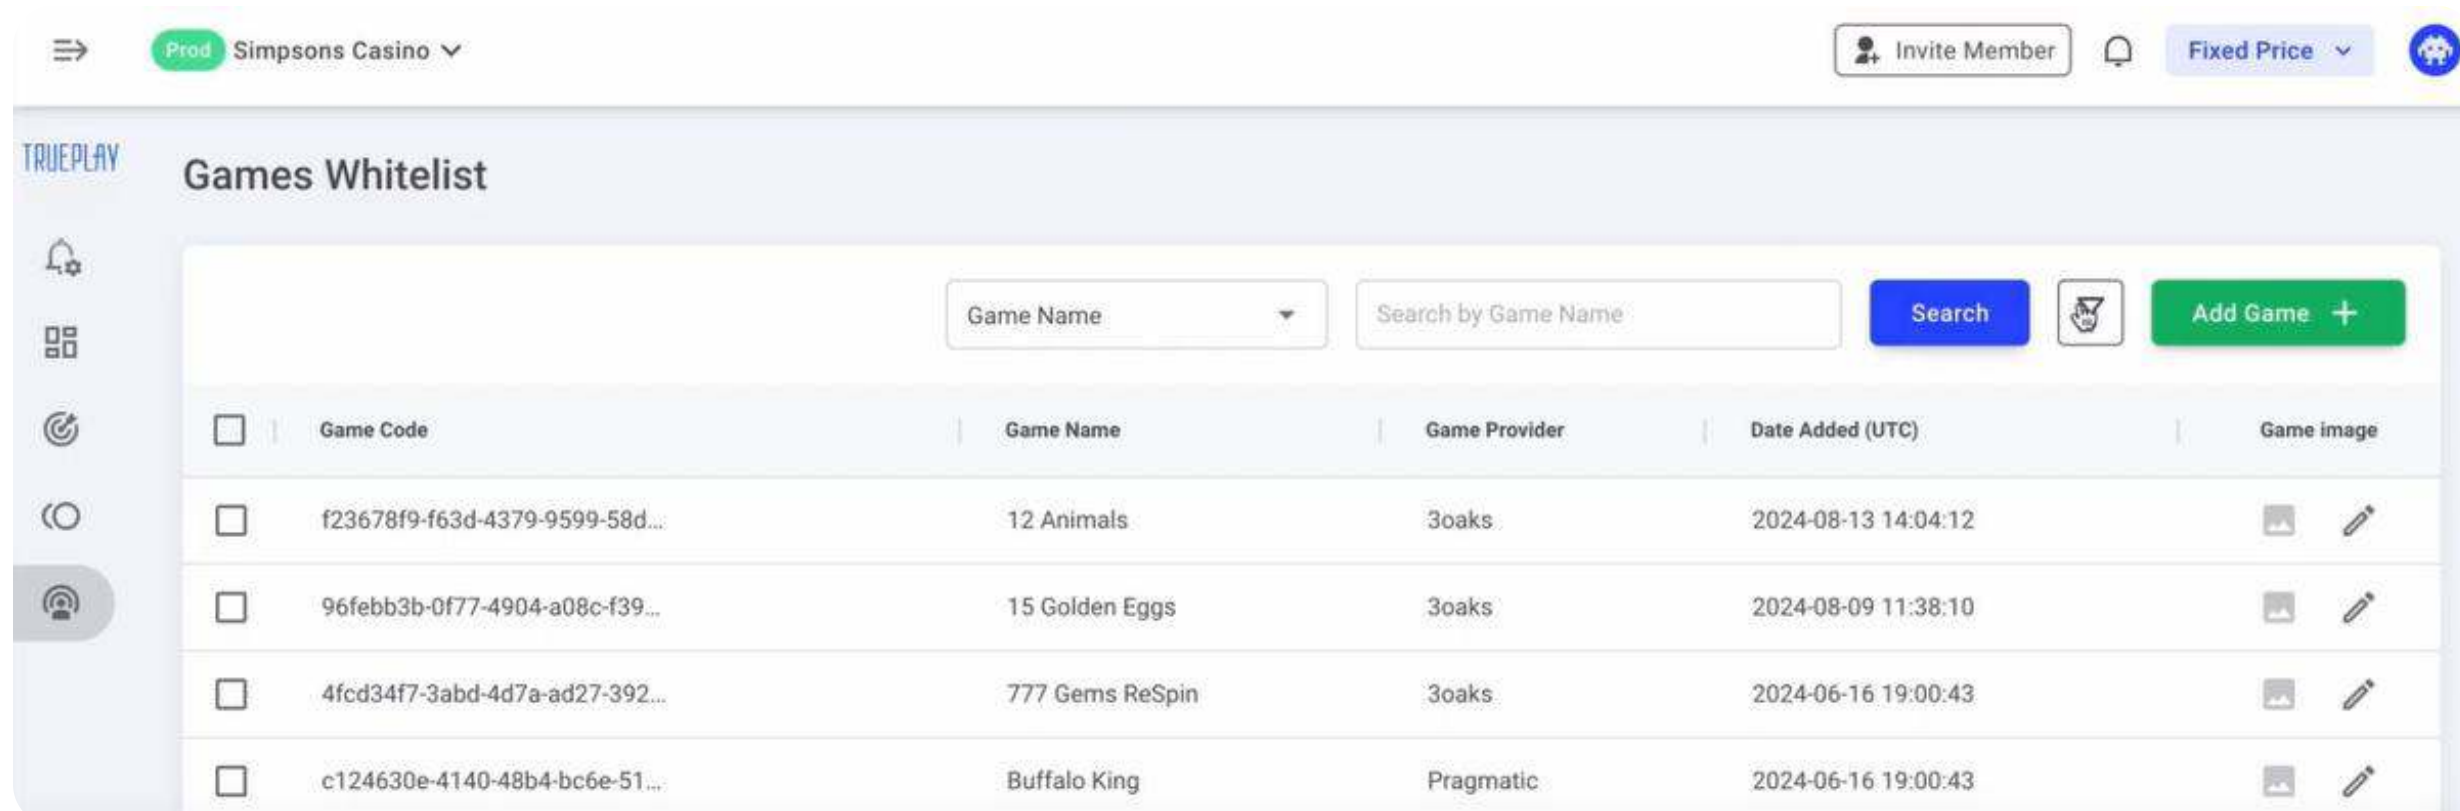 Prod Simpsons Casino Invite Member Fixed Price
TRUEPLAY
Games Whitelist
Game Name Search by Game Name Search Add Game +
Game Code Game Name Game Provider Date Added (UTC) Game image
f23678f9-f63d-4379-9599-58d... 12 Animals 3oaks 2024-08-13 14:04:12
96febb3b-0f77-4904-a08c-f39... 15 Golden Eggs 3oaks 2024-08-09 11:38:10
4fcd34f7-3abd-4d7a-ad27-392... 777 Gems ReSpin 3oaks 2024-06-16 19:00:43
c124630e-4140-48b4-bc6e-51... Buffalo King Pragmatic 2024-06-16 19:00:43